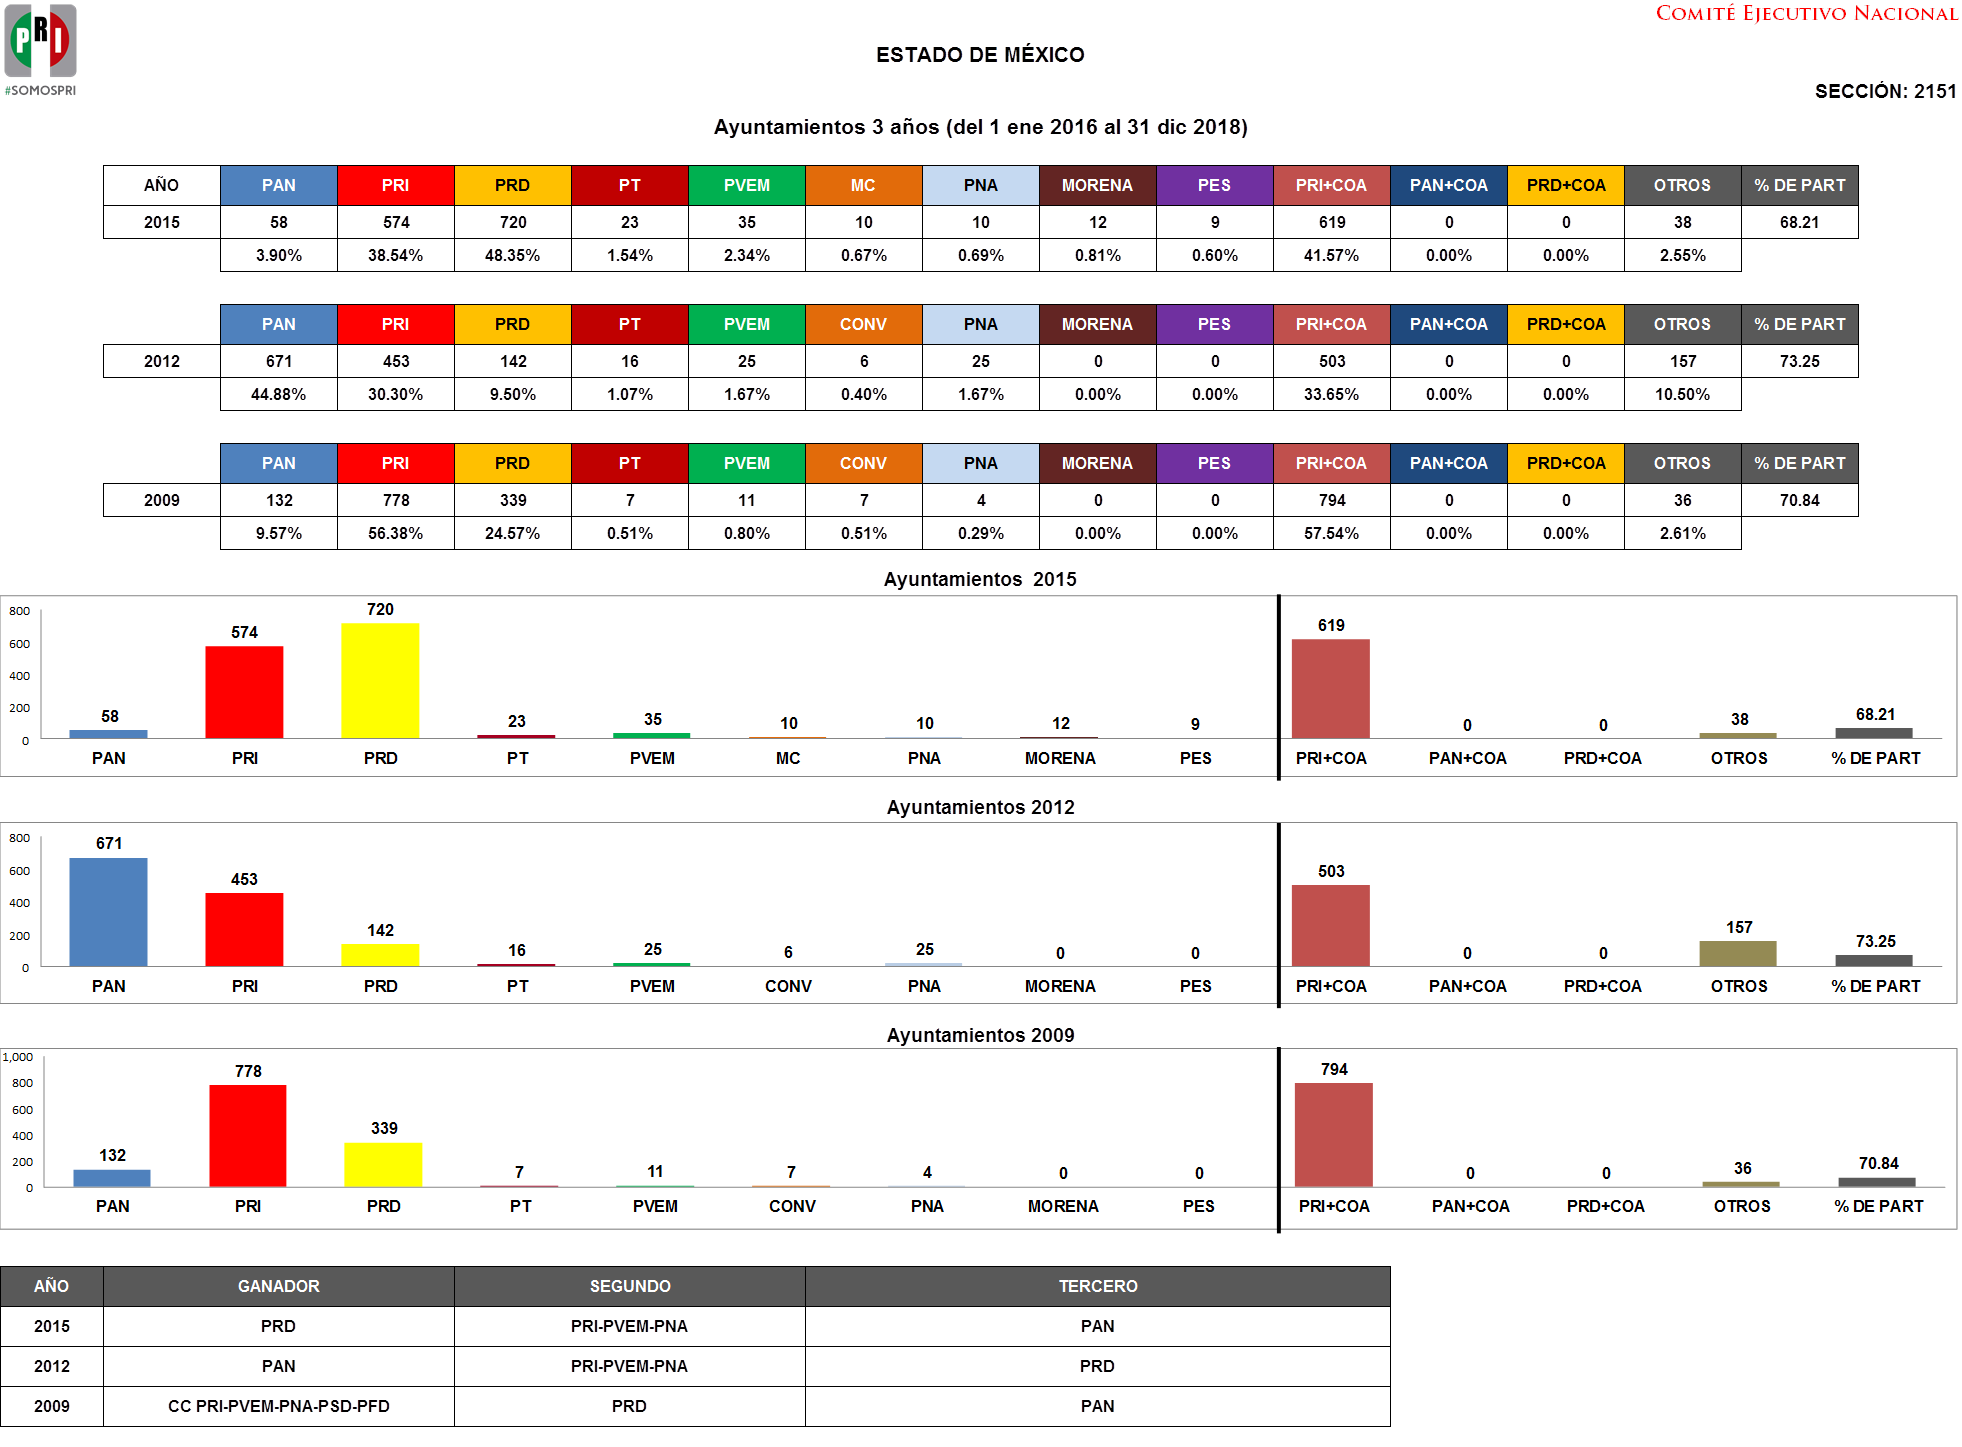 COMITÉ EJECUTIVO NACIONAL
PRI
#SOMOSPRI
ESTADO DE MÉXICO
SECCIÓN: 2151
Ayuntamientos 3 años (del 1 ene 2016 al 31 dic 2018)
AÑO PAN PRI PRD PT PVEM MC PNA MORENA PES PRI+COA PAN+COA PRD+COA OTROS % DE PART
2015 58 574 720 23 35 10 10 12 9 619 0 0 38 68.21
3.90% 38.54% 48.35% 1.54% 2.34% 0.67% 0.69% 0.81% 0.60% 41.57% 0.00% 0.00% 2.55%
PAN PRI PRD PT PVEM CONV PNA MORENA PES PRI+COA PAN+COA PRD+COA OTROS % DE PART
2012 671 453 142 16 25 6 25 0 0 503 0 0 157 73.25
44.88% 30.30% 9.50% 1.07% 1.67% 0.40% 1.67% 0.00% 0.00% 33.65% 0.00% 0.00% 10.50%
PAN PRI PRD PT PVEM CONV PNA MORENA PES PRI+COA PAN+COA PRD+COA OTROS % DE PART
2009 132 778 339 7 11 7 4 0 0 794 0 0 36 70.84
9.57% 56.38% 24.57% 0.51% 0.80% 0.51% 0.29% 0.00% 0.00% 57.54% 0.00% 0.00% 2.61%
Ayuntamientos 2015
800
600
400
200
0
58 574 720 23 35 10 10 12 9 619 0 0 38 68.21
PAN PRI PRD PT PVEM MC PNA MORENA PES PRI+COA PAN+COA PRD+COA OTROS % DE PART
Ayuntamientos 2012
800
600
400
200
0
671 453 142 16 25 6 25 0 0 503 0 0 157 73.25
PAN PRI PRD PT PVEM CONV PNA MORENA PES PRI+COA PAN+COA PRD+COA OTROS % DE PART
Ayuntamientos 2009
1,000
800
600
400
200
0
132 778 339 7 11 7 4 0 0 794 0 0 36 70.84
PAN PRI PRD PT PVEM CONV PNA MORENA PES PRI+COA PAN+COA PRD+COA OTROS % DE PART
AÑO GANADOR SEGUNDO TERCERO
2015 PRD PRI-PVEM-PNA PAN
2012 PAN PRI-PVEM-PNA PRD
2009 CC PRI-PVEM-PNA-PSD-PFD PRD PAN